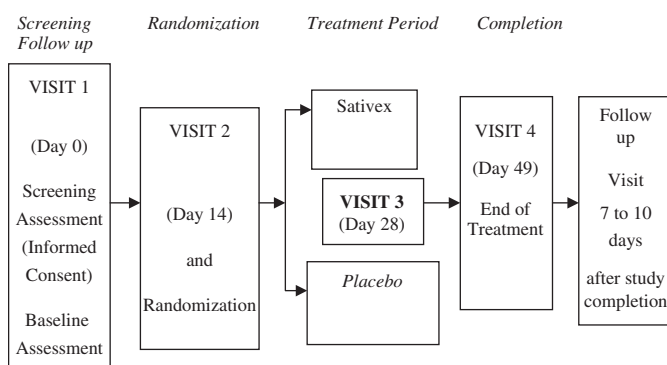 Screening
Follow up
Randomization
Treatment Period
Completion
VISIT 1
(Day 0)
Screening
Assessment
(Informed
Consent)
Baseline
Assessment
VISIT 2
(Day 14)
and
Randomization
Sativex
VISIT 3
(Day 28)
Placebo
VISIT 4
(Day 49)
End of
Treatment
Follow
up
Visit
7 to 10
days
after study
completion